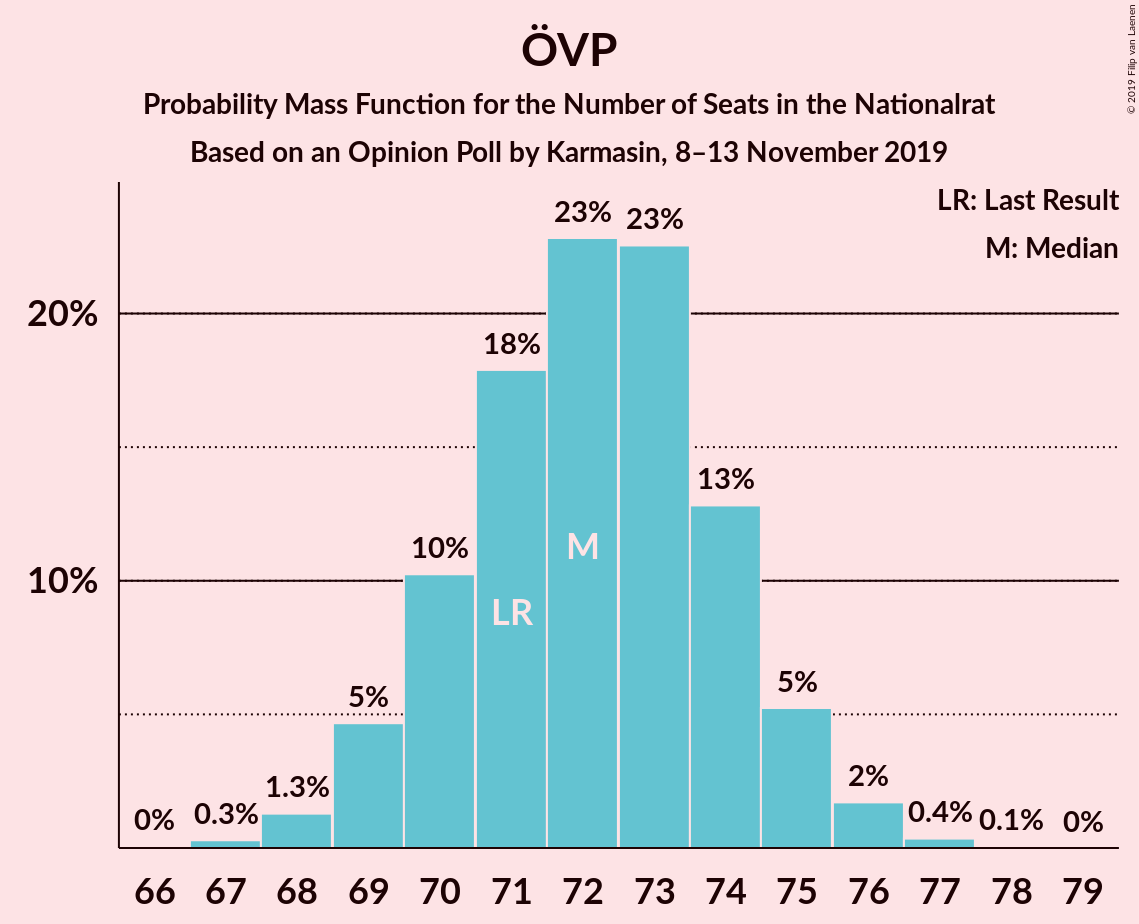 ÖVP
Probability Mass Function for the Number of Seats in the Nationalrat
Based on an Opinion Poll by Karmasin, 8–13 November 2019
© 2019 Filip van Laenen
LR: Last Result
M: Median
23%
23%
20%
18%
13%
10%
M
10%
LR
5%
5%
2%
1.3%
0.3%
0.4%
0%
0.1%
0%
66 67 68 69 70 71 72 73 74 75 76 77 78 79